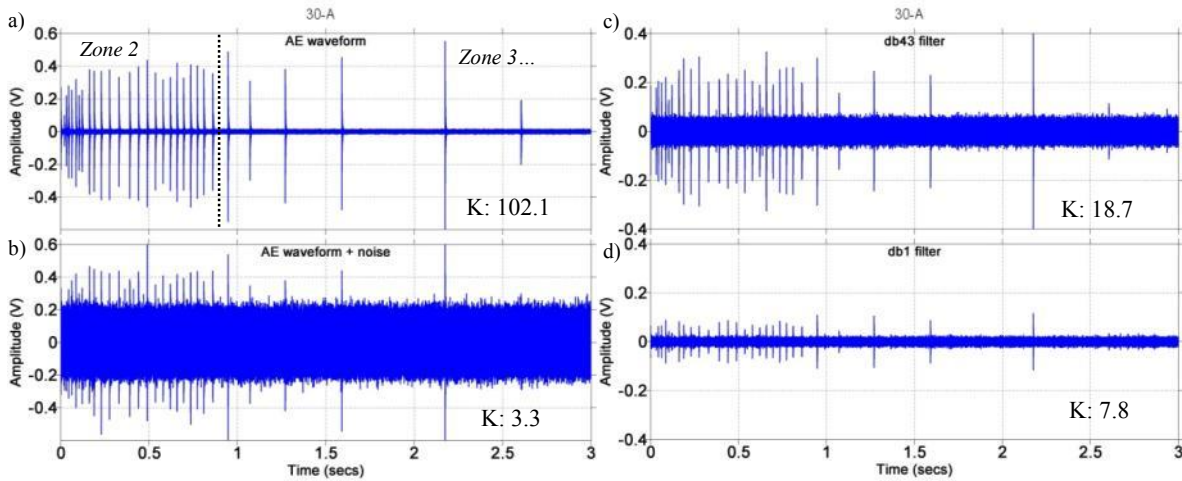 a)
30-A
AE waveform
Zone 2
Zone 3...
K: 102.1
Amplitude (V)
0.6
0.4
0.2
0
-0.2
-0.4
b)
AE waveform + noise
K: 3.3
Amplitude (V)
0.6
0.4
0.2
0
-0.2
-0.4
0 0.5 1 1.5 2 2.5 3
Time (secs)
c)
30-A
db43 filter
K: 18.7
Amplitude (V)
0.4
0.2
0
-0.2
-0.4
d)
db1 filter
K: 7.8
Amplitude (V)
0.2
0
-0.2
-0.4
0 0.5 1 1.5 2 2.5 3
Time (secs)